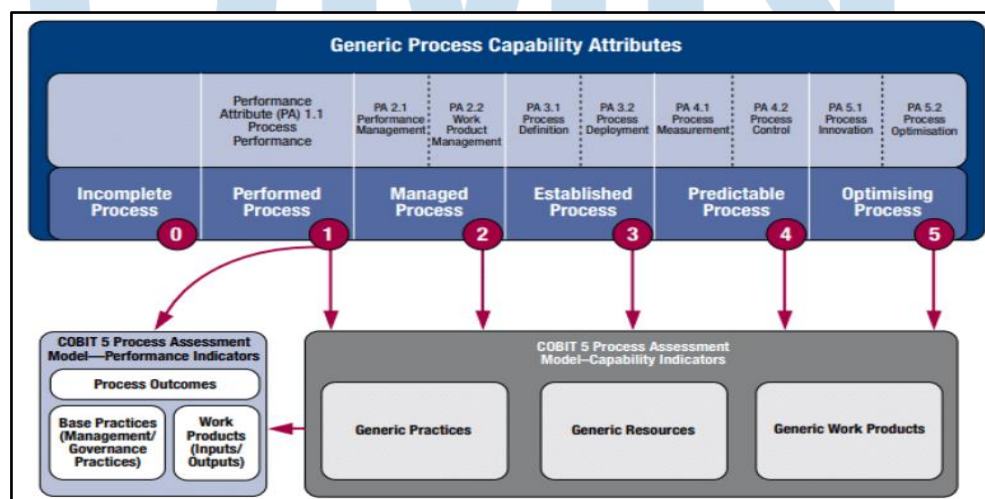 Generic Process Capability Attributes
Performance
Attribute (PA) 1.1
Process
Performance
PA 2.1
Performance
Management
PA 2.2
Work
Product
Management
PA 3.1
Process
Definition
PA 3.2
Process
Deployment
PA 4.1
Process
Measurement
PA 4.2
Process
Control
PA 5.1
Process
Innovation
PA 5.2
Process
Optimisation
Incomplete
Process
0
Performed
Process
1
Managed
Process
2
Established
Process
3
Predictable
Process
4
Optimising
Process
5
COBIT 5 Process Assessment
Model—Performance Indicators
Process Outcomes
Base Practices
(Management/
Governance
Practices)
Work
Products
(Inputs/
Outputs)
COBIT 5 Process Assessment
Model–Capability Indicators
Generic Practices
Generic Resources
Generic Work Products